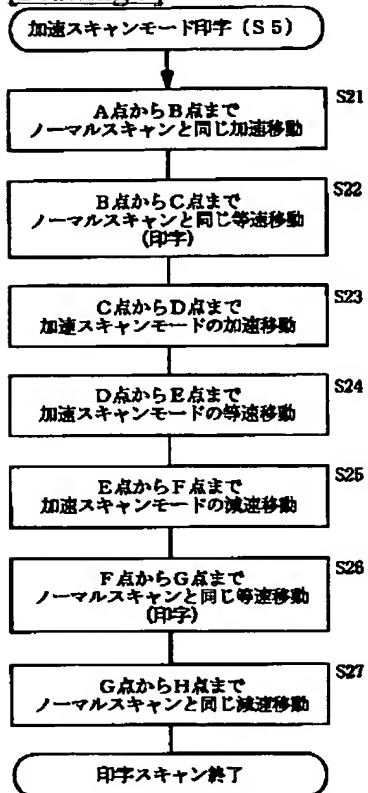 加速スキャンモード印字(S5)
A点からB点まで
ノーマルスキャンと同じ加速移動
S21
B点からC点まで
ノーマルスキャンと同じ等速移動
(印字)
S22
C点からD点まで
加速スキャンモードの加速移動
S23
D点からE点まで
加速スキャンモードの等速移動
S24
E点からF点まで
加速スキャンモードの減速移動
S25
F点からG点まで
ノーマルスキャンと同じ等速移動
(印字)
S26
G点からH点まで
ノーマルスキャンと同じ減速移動
S27
印字スキャン終了